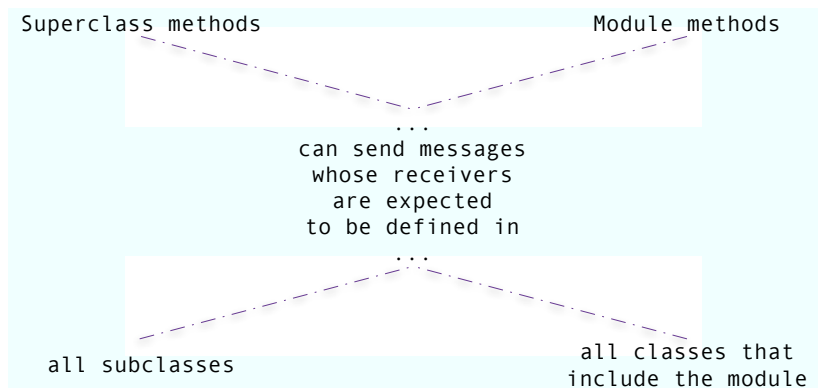 Superclass methods
Module methods
...
can send messages
whose receivers
are expected
to be defined in
...
all subclasses
all classes that
include the module